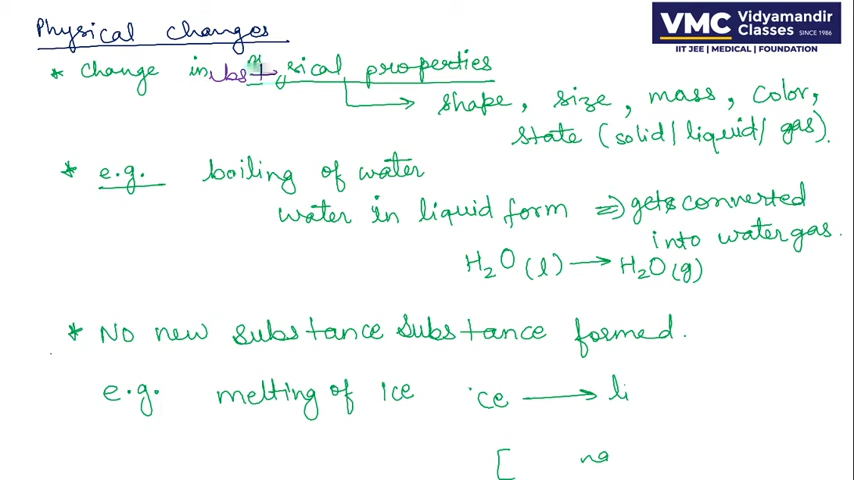 Physical changes
VMC Vidyamandir Classes
SINCE 1986
IIT JEE | MEDICAL | FOUNDATION
* change in sical properties
shape, size, mass, color,
state (solid/liquid/gas).
* e.g. boiling of water
water in liquid form ⇒ gets converted
into water gas.
H₂O (l) → H₂O(g)
* No new substance substance formed.
e.g. melting of ice ice → li
[ na